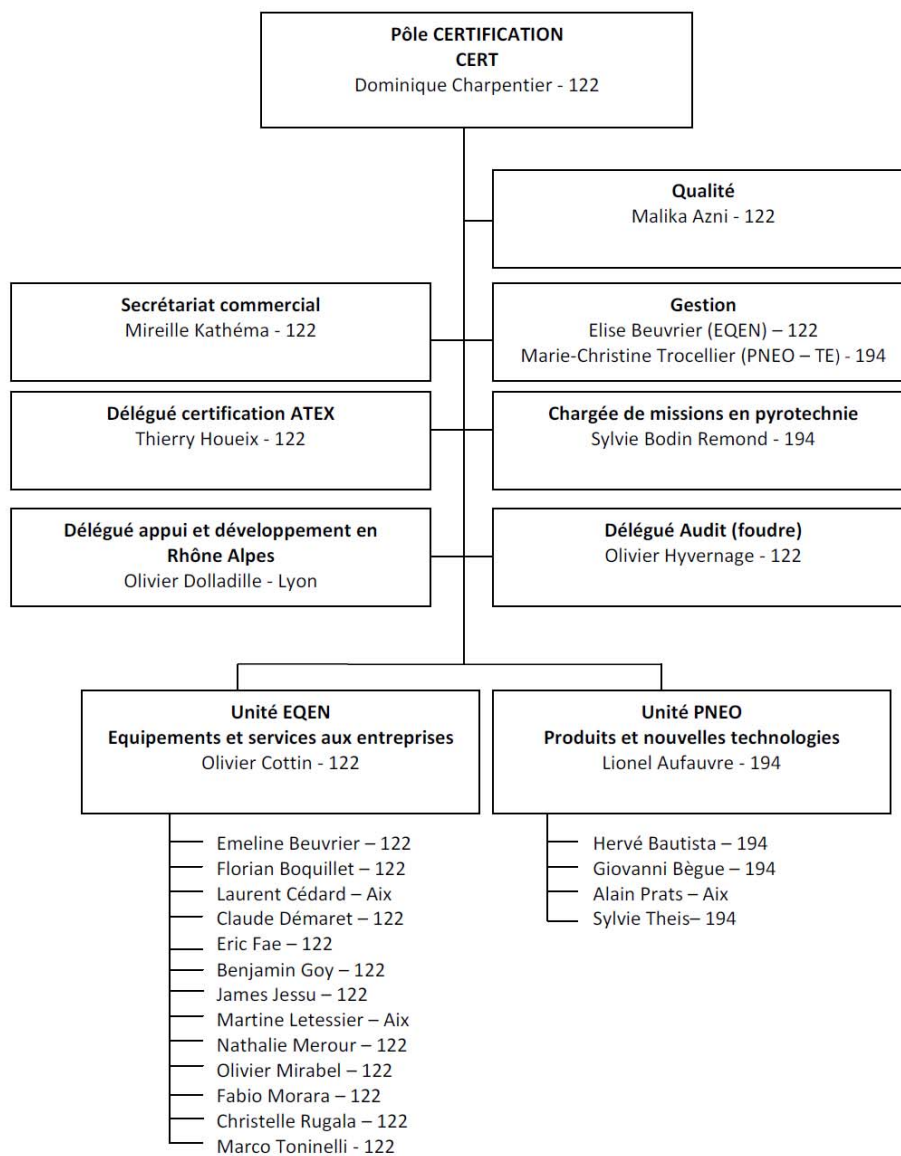 Pôle CERTIFICATION
CERT
Dominique Charpentier - 122
Qualité
Malika Azni - 122
Secrétariat commercial
Mireille Kathéma - 122
Gestion
Elise Beuvrier (EQEN) – 122
Marie-Christine Trocellier (PNEO – TE) - 194
Délégué certification ATEX
Thierry Houeix - 122
Chargée de missions en pyrotechnie
Sylvie Bodin Remond - 194
Délégué appui et développement en
Rhône Alpes
Olivier Dolladille - Lyon
Délégué Audit (foudre)
Olivier Hyvernage - 122
Unité EQEN
Equipements et services aux entreprises
Olivier Cottin - 122
Emeline Beuvrier – 122
Florian Boquillet – 122
Laurent Cédard – Aix
Claude Démaret – 122
Eric Fae – 122
Benjamin Goy – 122
James Jessu – 122
Martine Letessier – Aix
Nathalie Merour – 122
Olivier Mirabel – 122
Fabio Morara – 122
Christelle Rugala – 122
Marco Toninelli - 122
Unité PNEO
Produits et nouvelles technologies
Lionel Aufauvre - 194
Hervé Bautista – 194
Giovanni Bègue – 194
Alain Prats – Aix
Sylvie Theis– 194